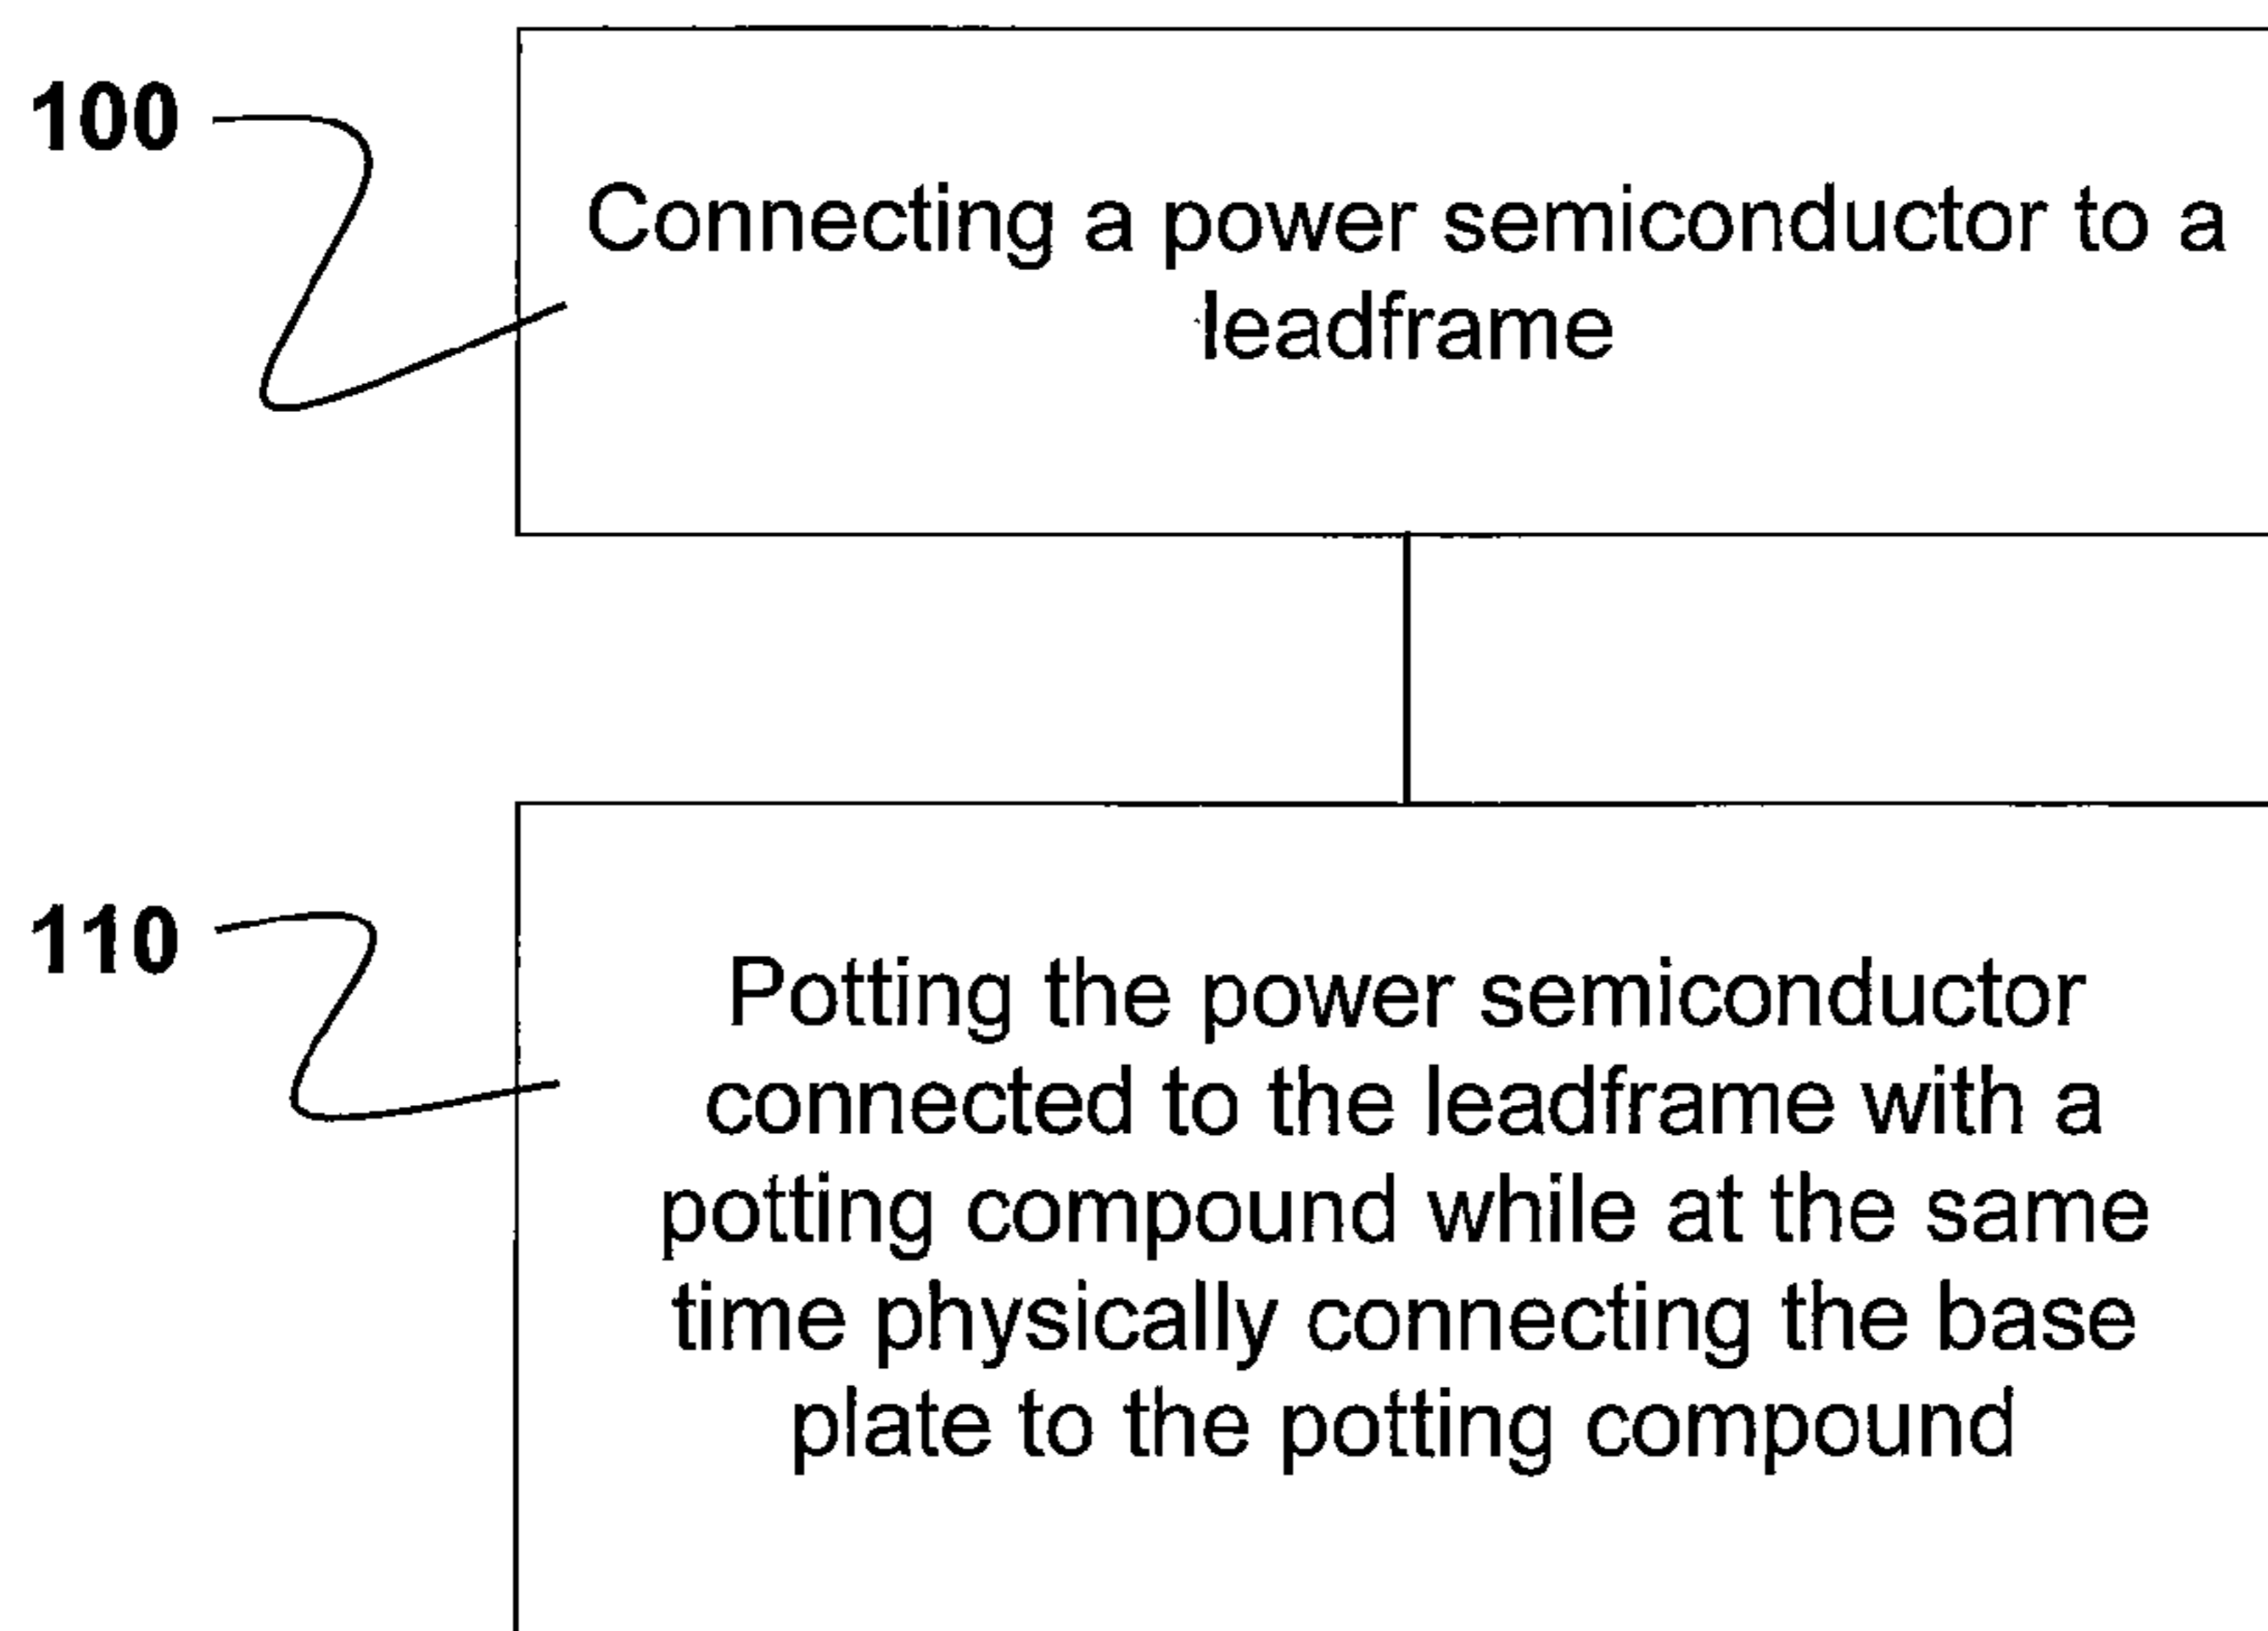 100
Connecting a power semiconductor to a
leadframe
110
Potting the power semiconductor
connected to the leadframe with a
potting compound while at the same
time physically connecting the base
plate to the potting compound